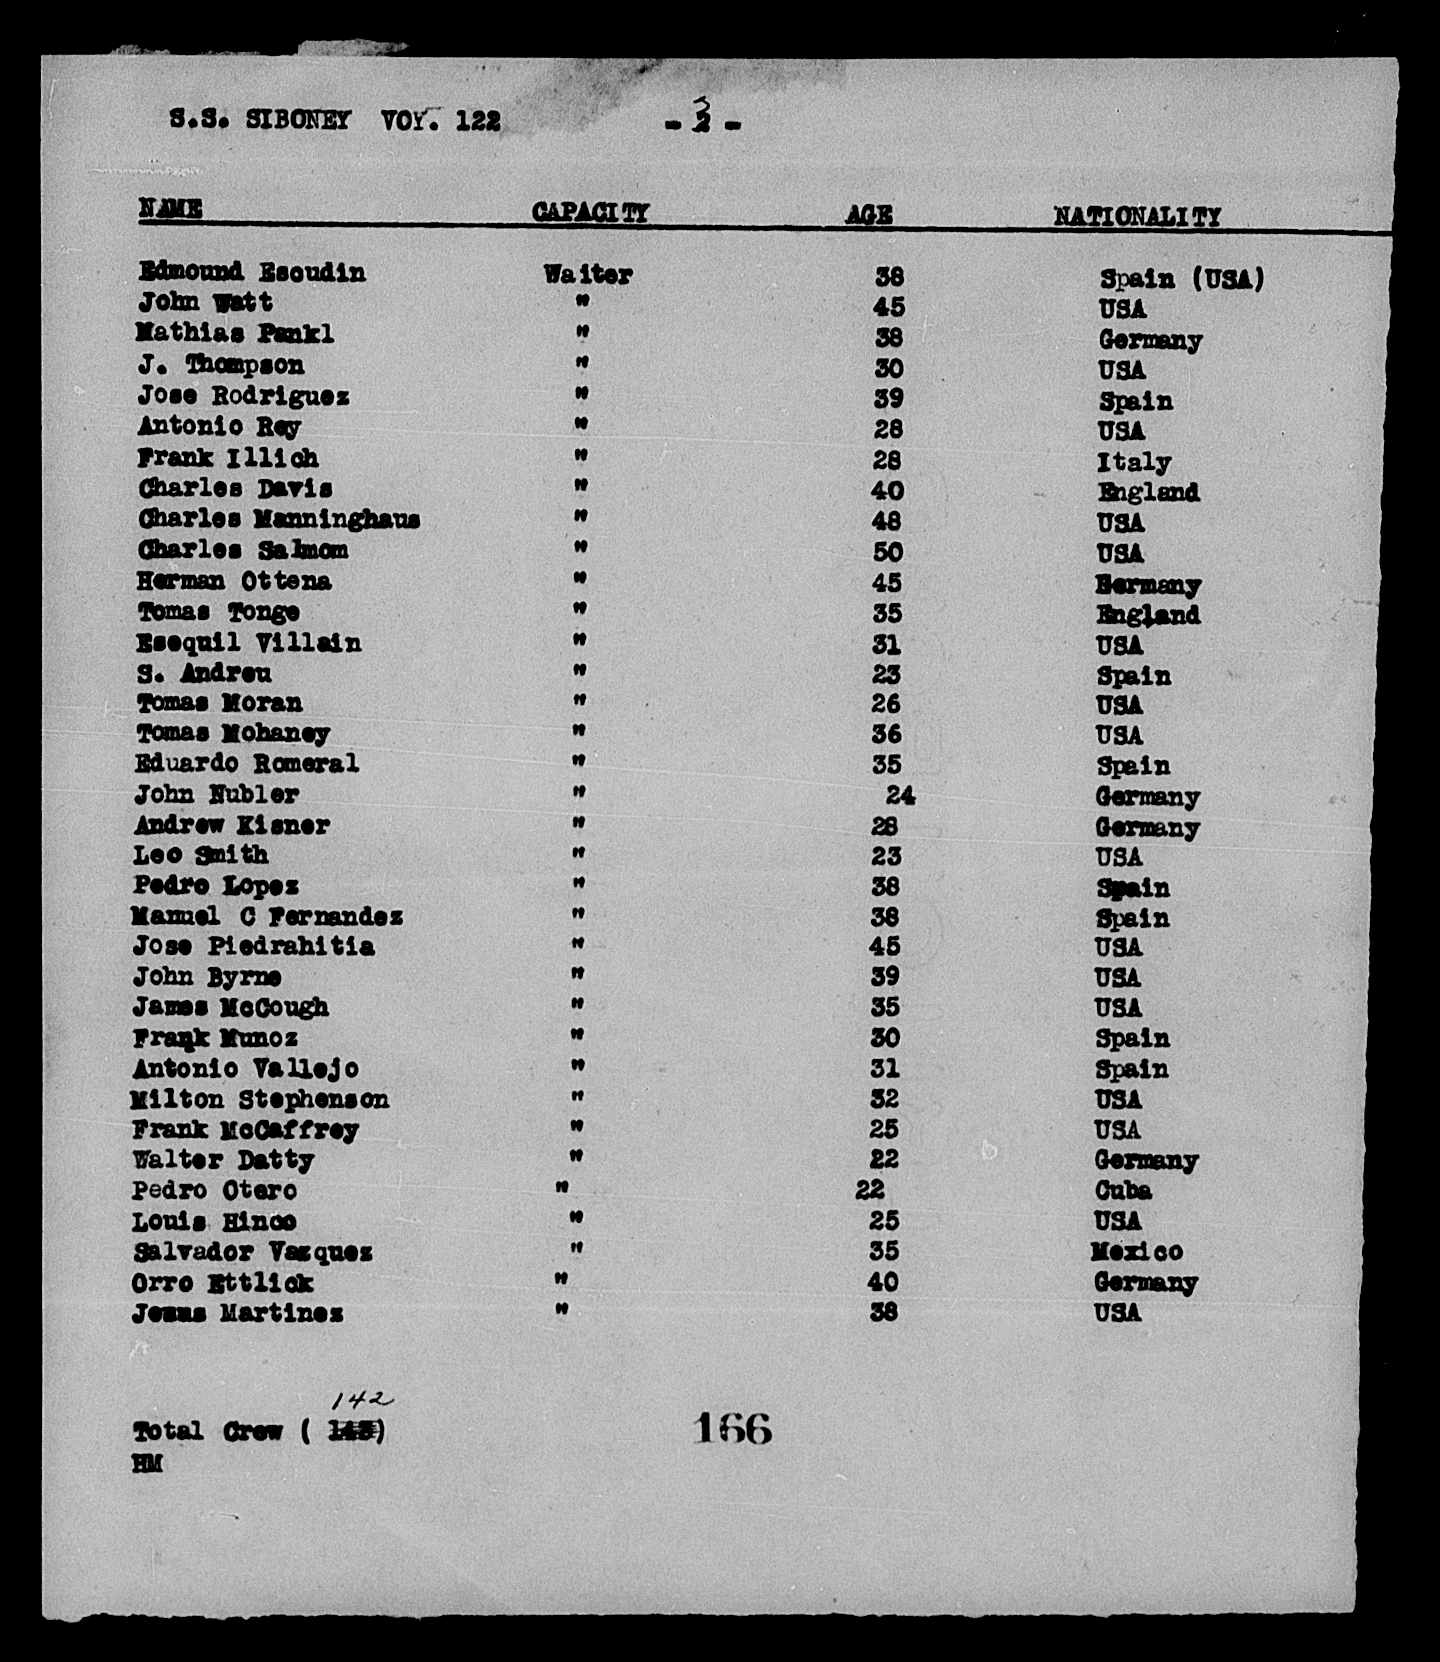 S.S. SIBONEY VOY. 122 - 3 -
NAME CAPACITY AGE NATIONALITY
Edmound Escudin Waiter 38 Spain (USA)
John Watt " 45 USA
Mathias Pankl " 38 Germany
J. Thompson " 30 USA
Jose Rodriguez " 39 Spain
Antonio Rey " 28 USA
Frank Illich " 28 Italy
Charles Davis " 40 England
Charles Manninghaus " 48 USA
Charles Salmom " 50 USA
Herman Ottena " 45 Germany
Tomas Tonge " 35 England
Esequil Villain " 31 USA
S. Andreu " 23 Spain
Tomas Moran " 26 USA
Tomas Mohaney " 36 USA
Eduardo Romeral " 35 Spain
John Nubler " 24 Germany
Andrew Kisner " 28 Germany
Leo Smith " 23 USA
Pedro Lopez " 38 Spain
Manuel C Fernandez " 38 Spain
Jose Piedrahitia " 45 USA
John Byrne " 39 USA
James McCough " 35 USA
Frank Munoz " 30 Spain
Antonio Vallejo " 31 Spain
Milton Stephenson " 32 USA
Frank McCaffrey " 25 USA
Walter Datty " 22 Germany
Pedro Otero " 22 Cuba
Louis Hinco " 25 USA
Salvador Vazquez " 35 Mexico
Orro Ettlick " 40 Germany
Jesus Martinez " 38 USA
142
Total Crew ( 143) 166
HM